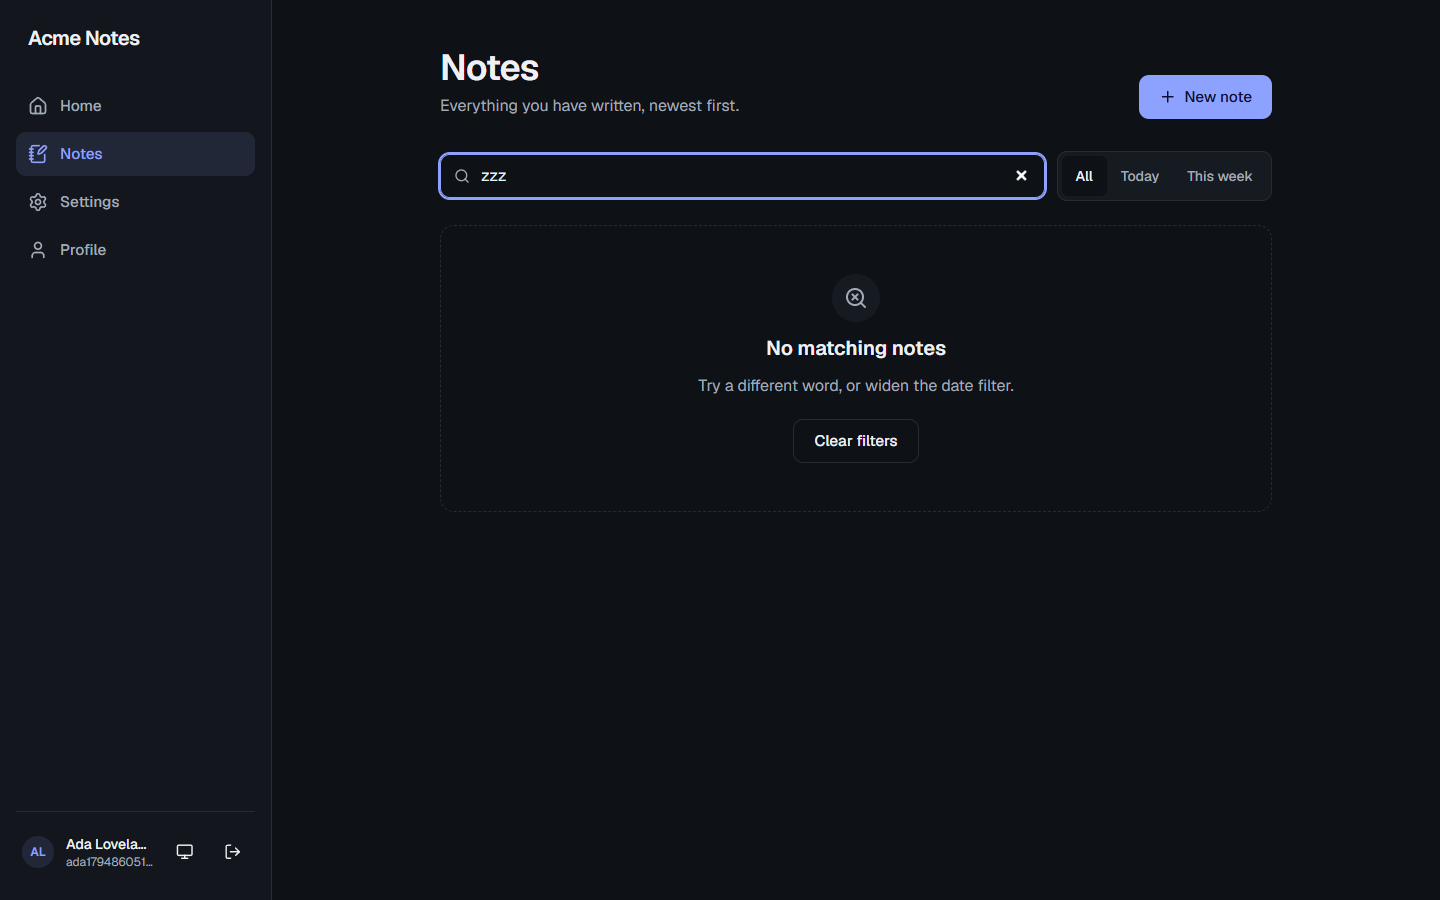 Acme Notes
Home
Notes
Settings
Profile
Notes
Everything you have written, newest first.
New note
zzz
All
Today
This week
No matching notes
Try a different word, or widen the date filter.
Clear filters
AL
Ada Lovela...
ada179486051...